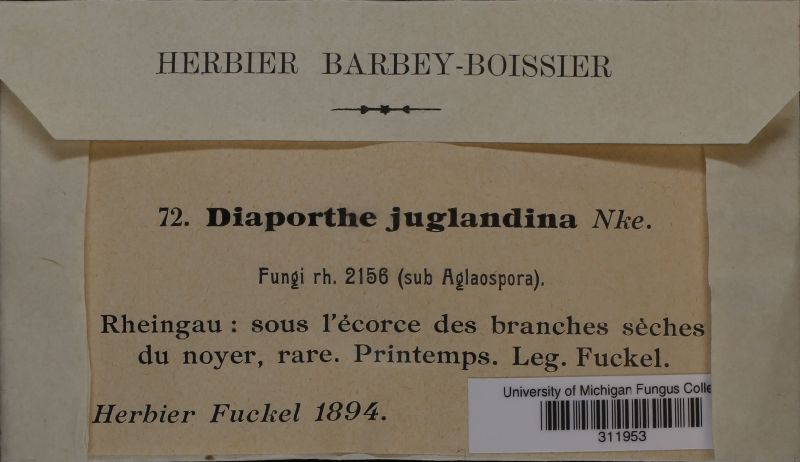 HERBIER BARBEY-BOISSIER
72. Diaporthe juglandina Nke.
Fungi rh. 2156 (sub Aglaospora).
Rheingau : sous l'écorce des branches sèches
du noyer, rare. Printemps. Leg. Fuckel.
Herbier Fuckel 1894.
University of Michigan Fungus Colle
311953